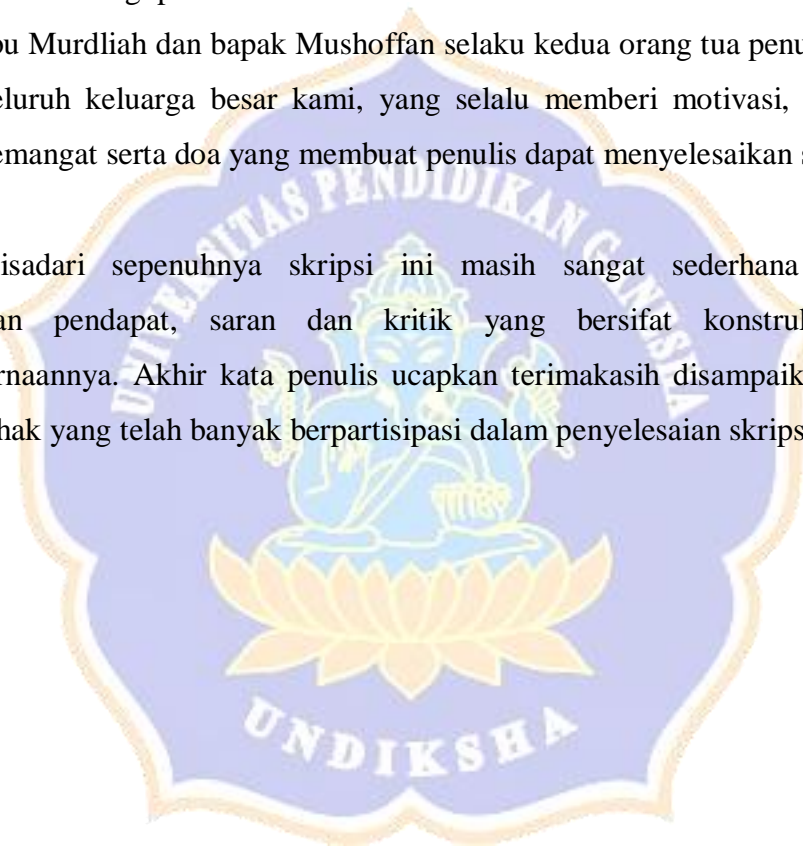 bu Murdliah dan bapak Mushoffan selaku kedua orang tua penu
eluruh keluarga besar kami, yang selalu memberi motivasi,
emangat serta doa yang membuat penulis dapat menyelesaikan s
isadari sepenuhnya skripsi ini masih sangat sederhana
an pendapat, saran dan kritik yang bersifat konstruk
rnaannya. Akhir kata penulis ucapkan terimakasih disampaik
hak yang telah banyak berpartisipasi dalam penyelesaian skrips
UNIVERSITAS PENDIDIKAN GANESHA
UNDIKSHA